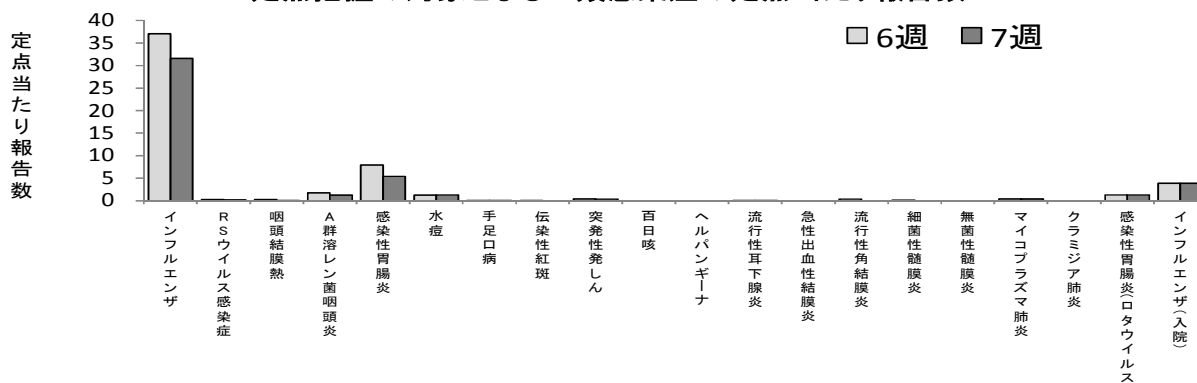 定点当たり報告数
6週 7週
40
35
30
25
20
15
10
5
0
インフルエンザ
RSウイルス感染症
咽頭結膜熱
A群溶レン菌咽頭炎
感染性胃腸炎
水痘
手足口病
伝染性紅斑
突発性発しん
百日咳
ヘルパンギーナ
流行性耳下腺炎
急性出血性結膜炎
流行性角結膜炎
細菌性髄膜炎
無菌性髄膜炎
マイコプラズマ肺炎
クラミジア肺炎
感染性胃腸炎(ロタウイルス
インフルエンザ(入院)